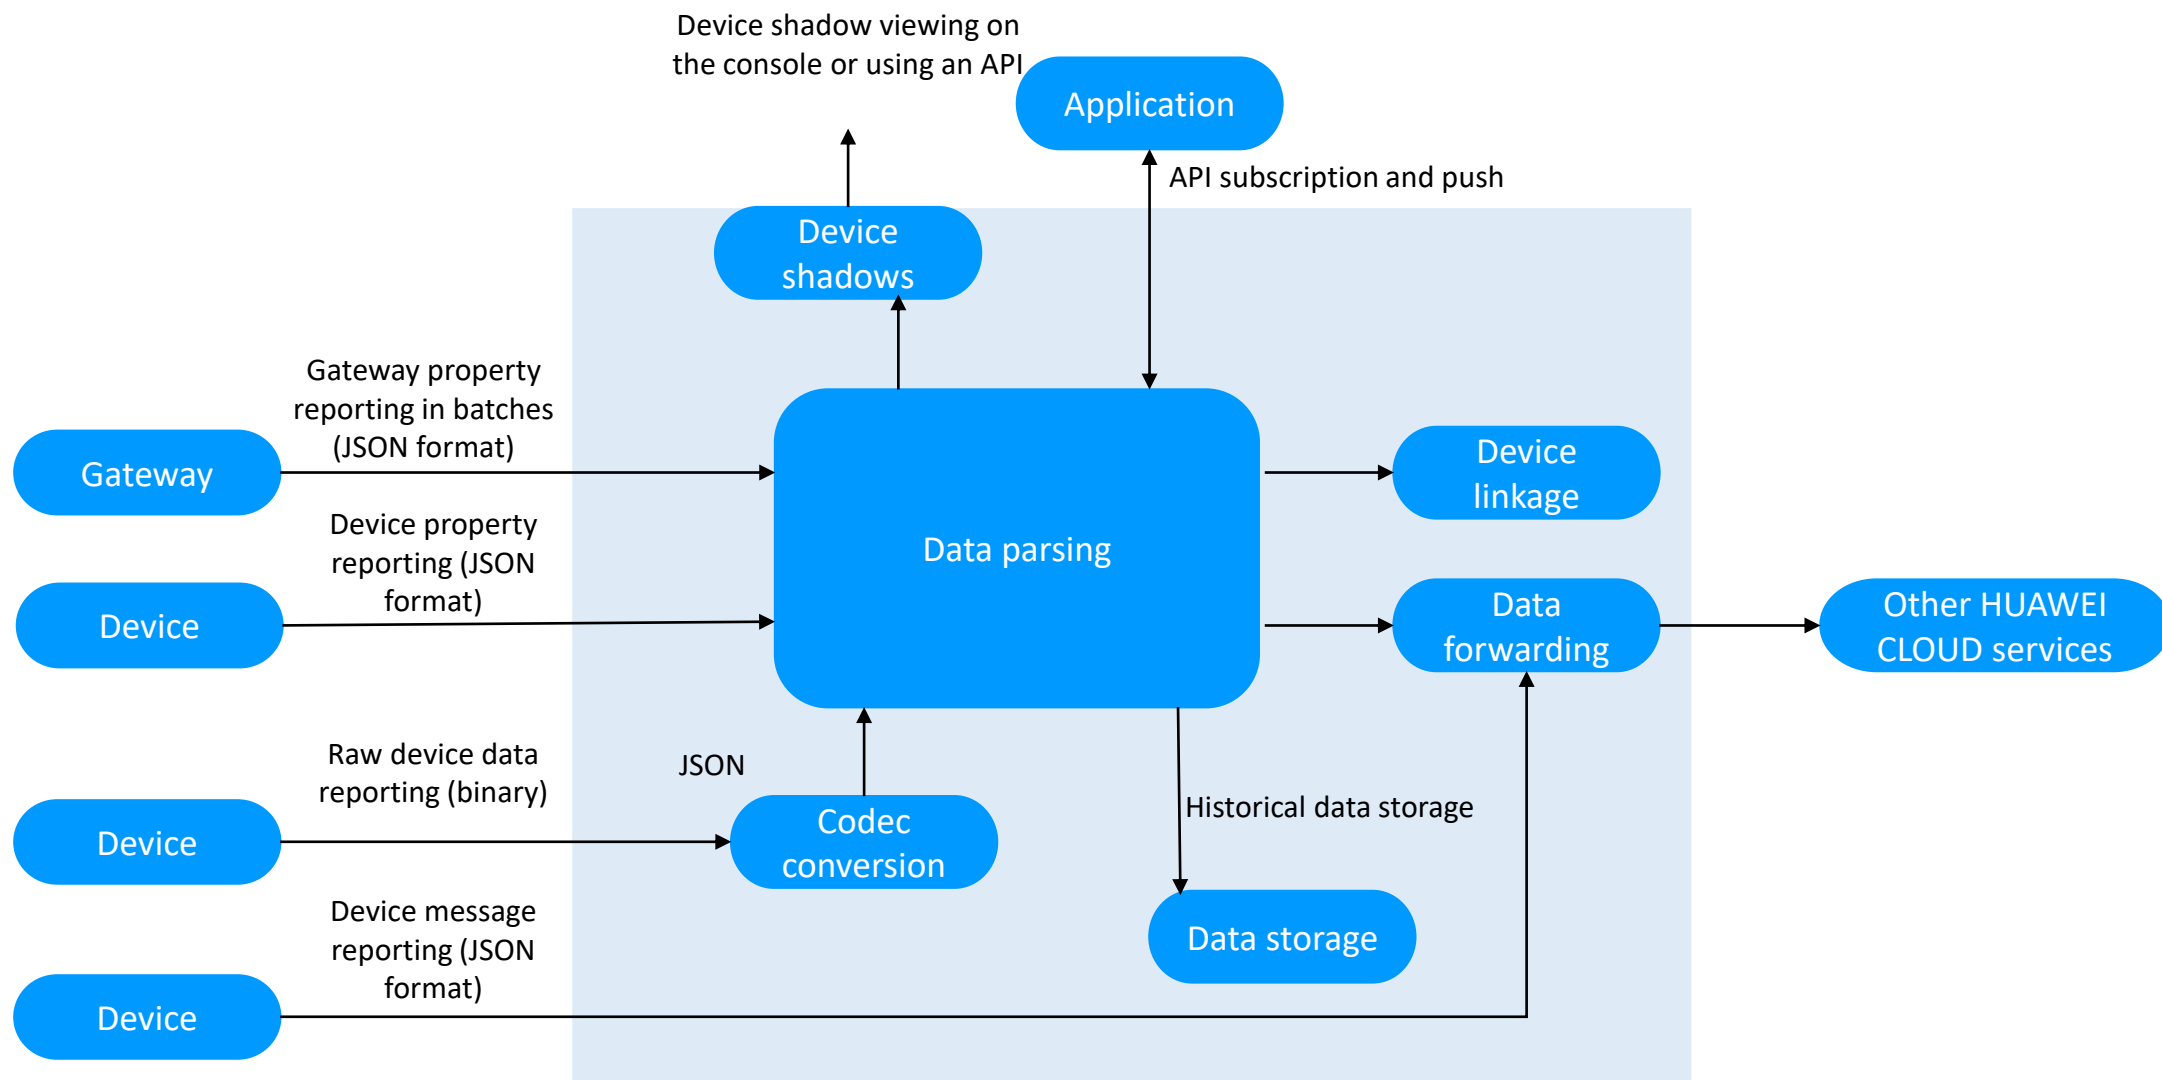 Device shadow viewing on
the console or using an API
Application
API subscription and push
Device
shadows
Gateway property
reporting in batches
(JSON format)
Gateway
Device
linkage
Device property
reporting (JSON
format)
Device
Data parsing
Data
forwarding
Other HUAWEI
CLOUD services
Raw device data
reporting (binary)
JSON
Historical data storage
Device
Codec
conversion
Device message
reporting (JSON
format)
Data storage
Device